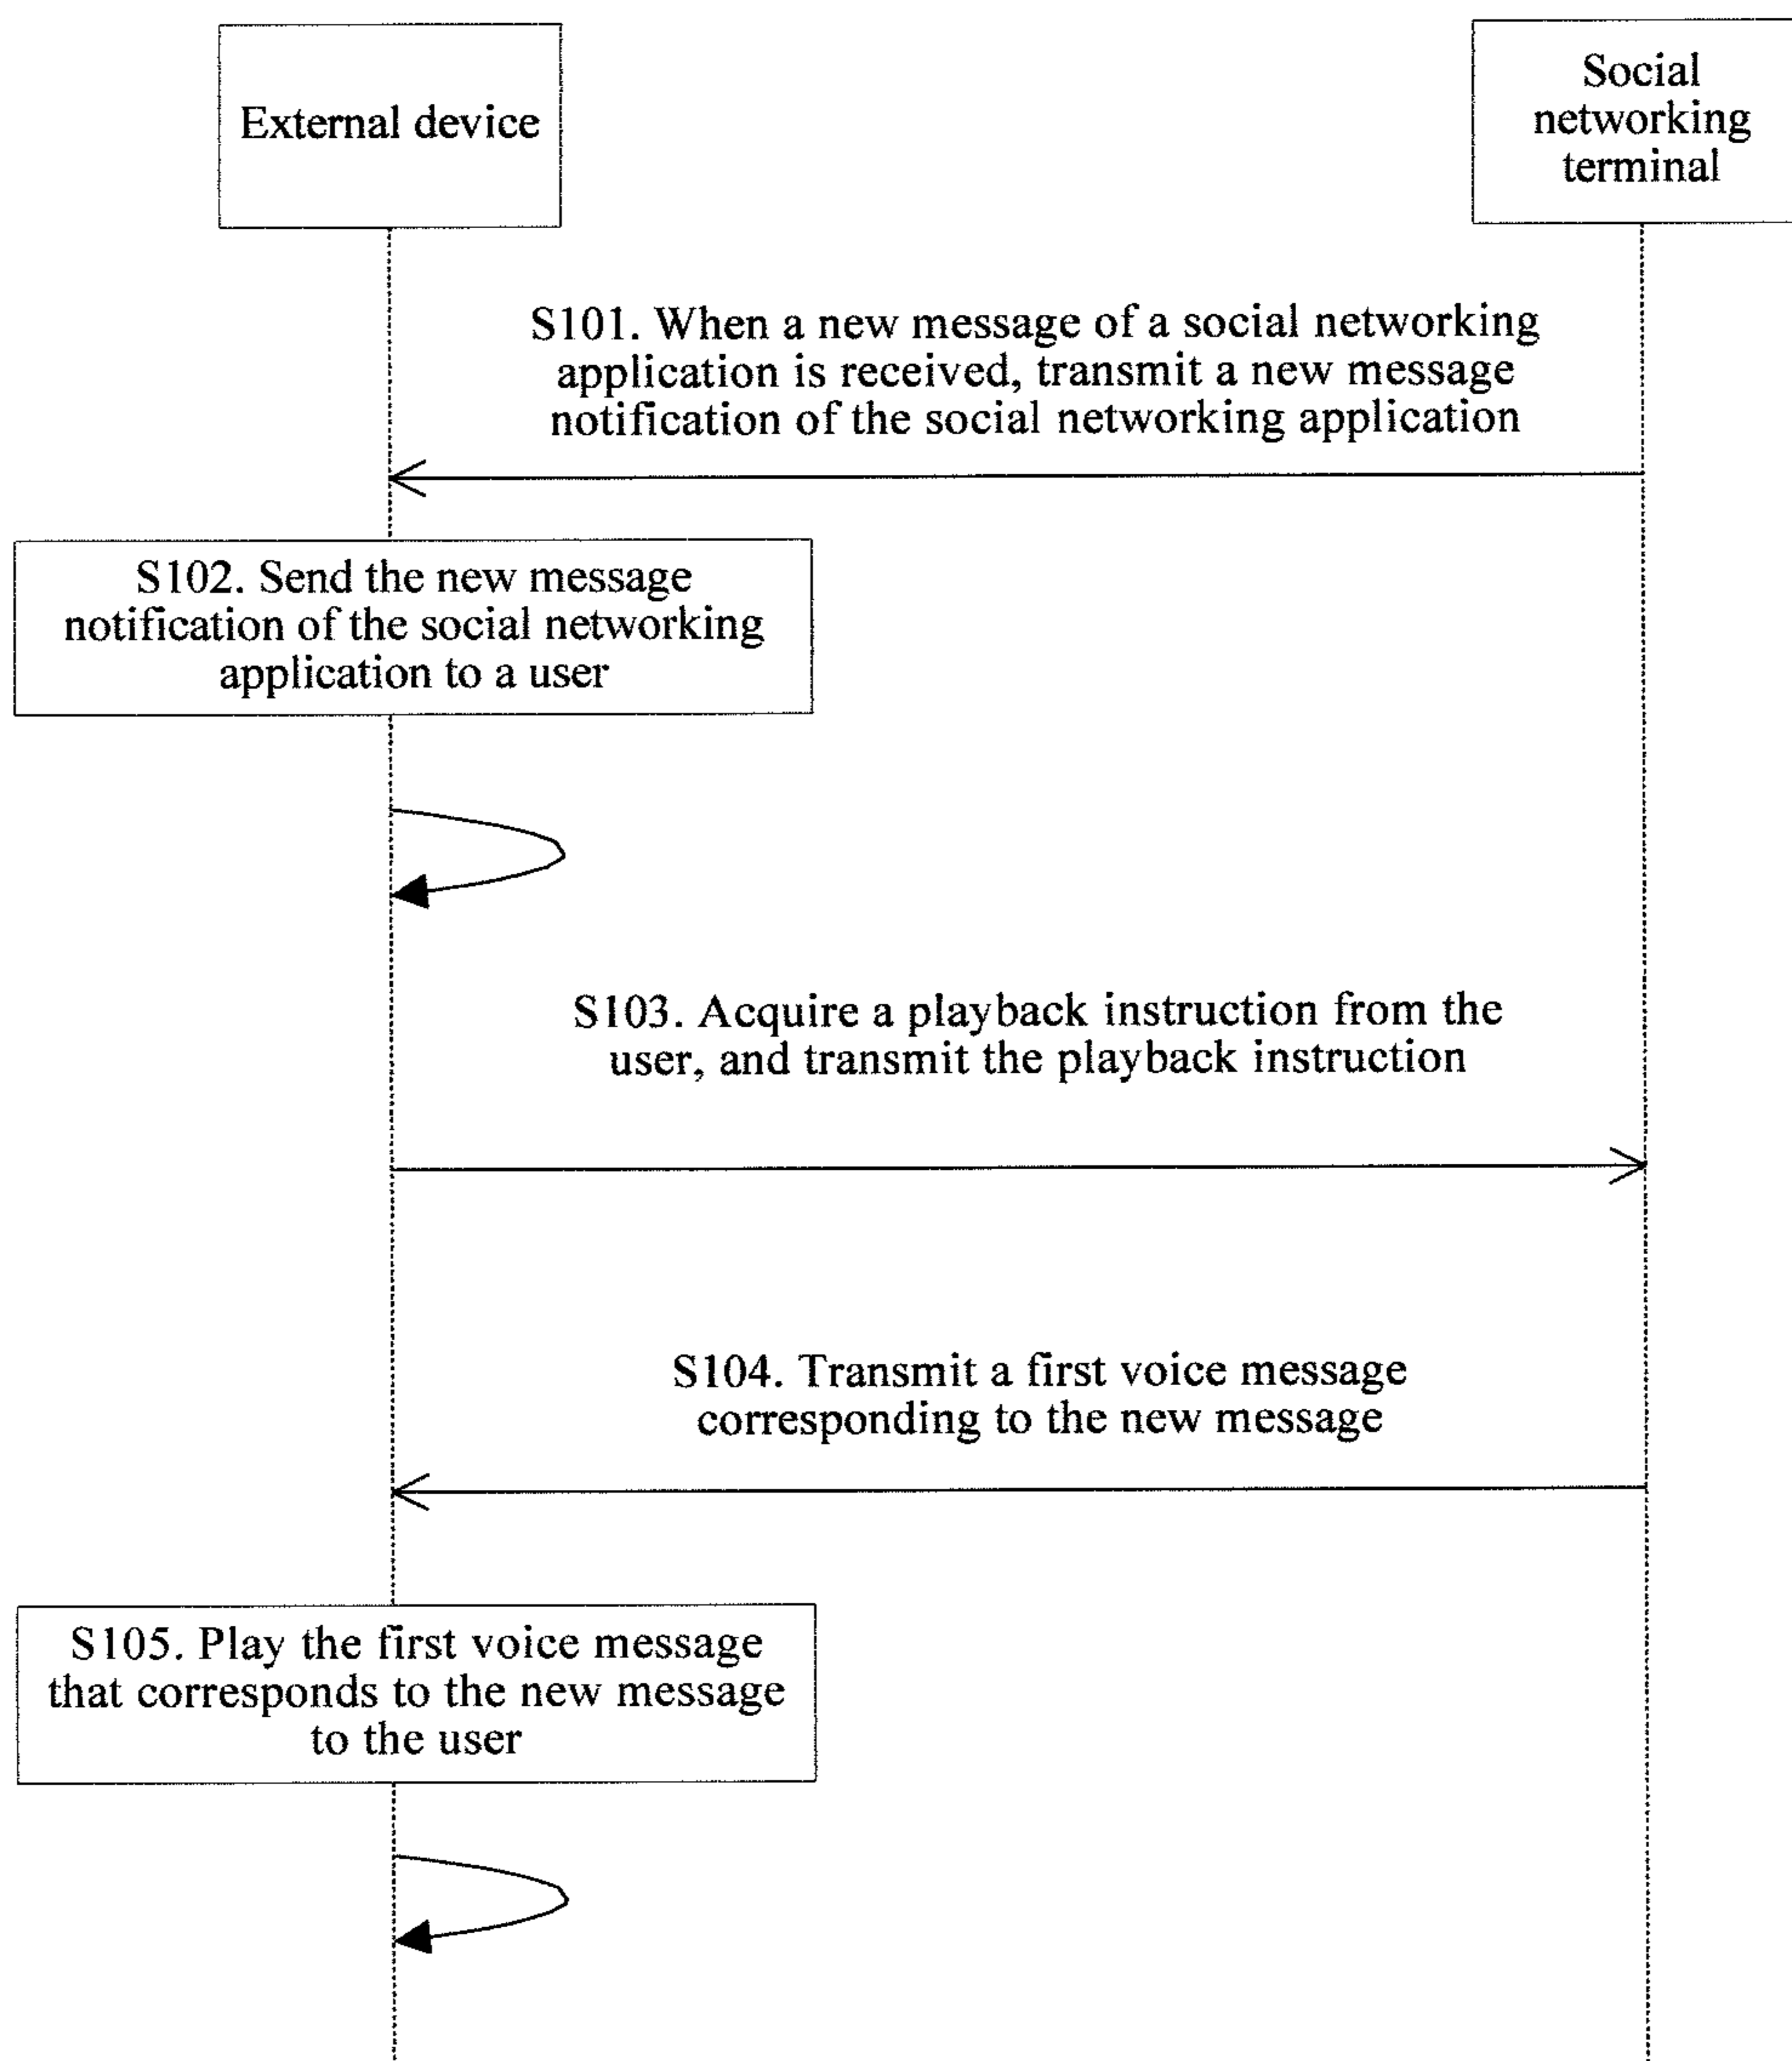 External device
Social
networking
terminal
S101. When a new message of a social networking
application is received, transmit a new message
notification of the social networking application
S102. Send the new message
notification of the social networking
application to a user
S103. Acquire a playback instruction from the
user, and transmit the playback instruction
S104. Transmit a first voice message
corresponding to the new message
S105. Play the first voice message
that corresponds to the new message
to the user